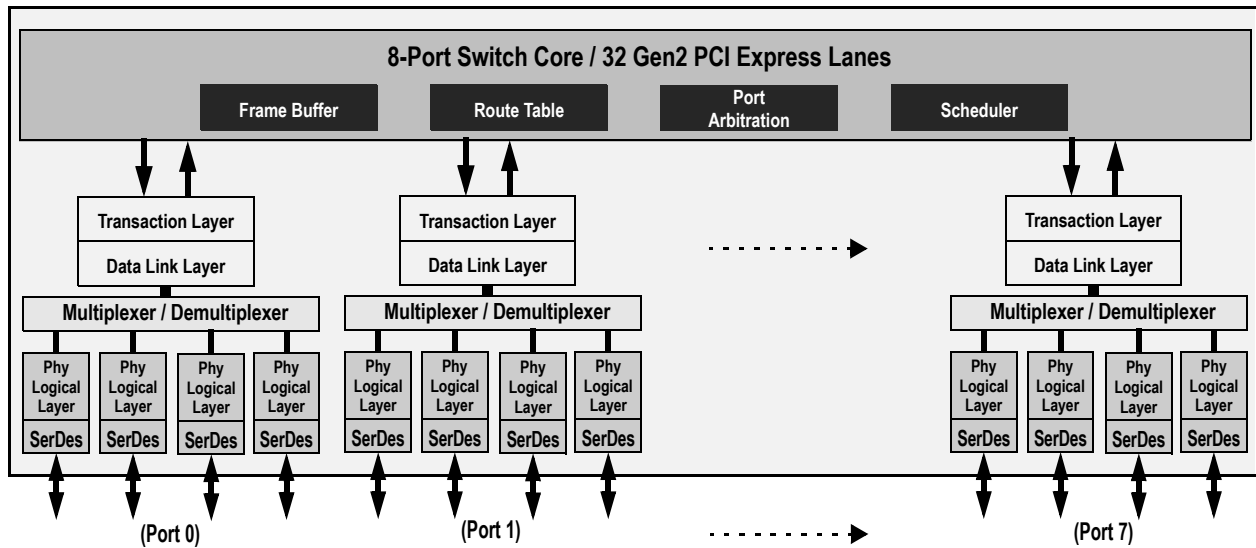 8-Port Switch Core / 32 Gen2 PCI Express Lanes
Frame Buffer
Route Table
Port
Arbitration
Scheduler
Transaction Layer
Data Link Layer
Multiplexer / Demultiplexer
Phy
Logical
Layer
SerDes
Phy
Logical
Layer
SerDes
Phy
Logical
Layer
SerDes
Phy
Logical
Layer
SerDes
(Port 0)
Transaction Layer
Data Link Layer
Multiplexer / Demultiplexer
Phy
Logical
Layer
SerDes
Phy
Logical
Layer
SerDes
Phy
Logical
Layer
SerDes
Phy
Logical
Layer
SerDes
(Port 1)
Transaction Layer
Data Link Layer
Multiplexer / Demultiplexer
Phy
Logical
Layer
SerDes
Phy
Logical
Layer
SerDes
Phy
Logical
Layer
SerDes
Phy
Logical
Layer
SerDes
(Port 7)